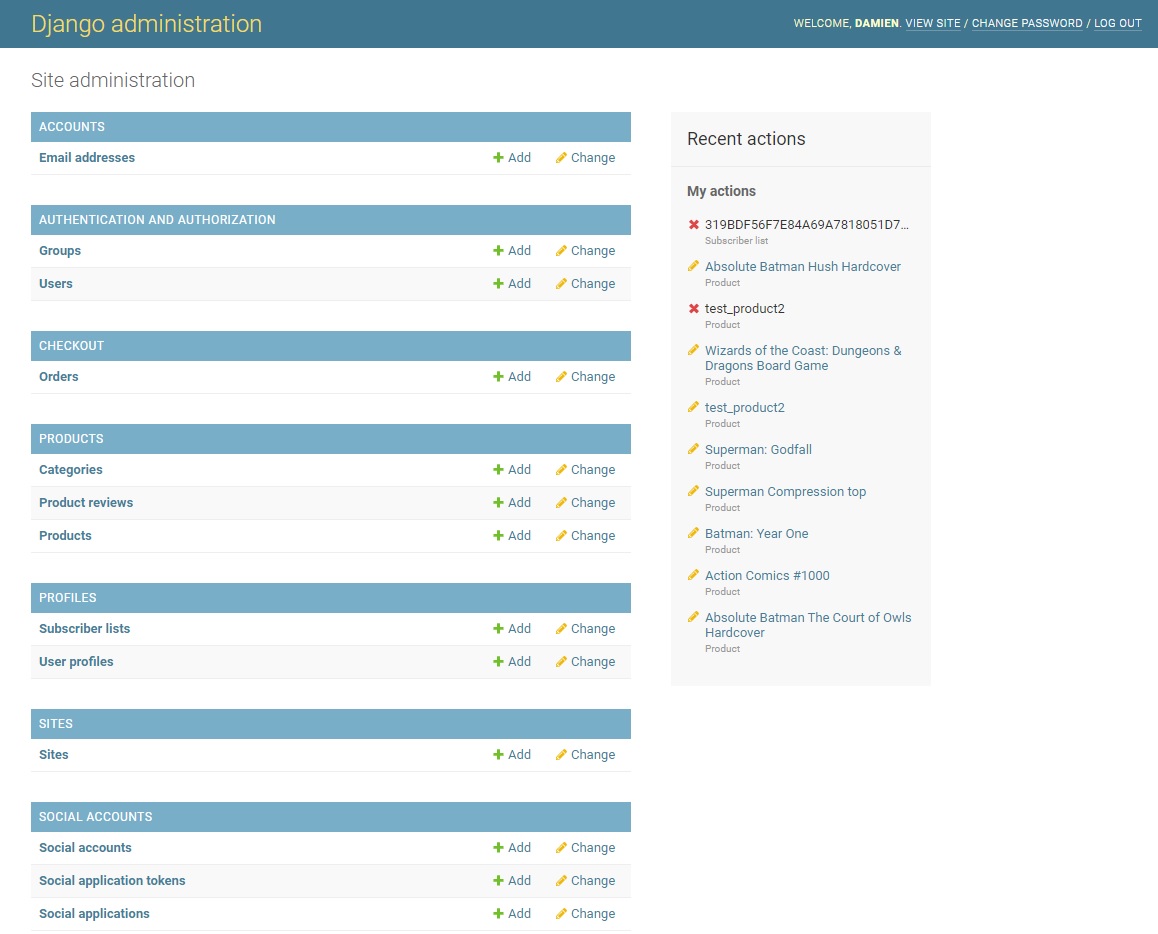 Django administration
WELCOME, DAMIEN. VIEW SITE / CHANGE PASSWORD / LOG OUT
Site administration
ACCOUNTS
Email addresses Add Change
AUTHENTICATION AND AUTHORIZATION
Groups Add Change
Users Add Change
CHECKOUT
Orders Add Change
PRODUCTS
Categories Add Change
Product reviews Add Change
Products Add Change
PROFILES
Subscriber lists Add Change
User profiles Add Change
SITES
Sites Add Change
SOCIAL ACCOUNTS
Social accounts Add Change
Social application tokens Add Change
Social applications Add Change
Recent actions
My actions
319BDF56F7E84A69A7818051D7...
Subscriber list
Absolute Batman Hush Hardcover
Product
test_product2
Product
Wizards of the Coast: Dungeons &
Dragons Board Game
Product
test_product2
Product
Superman: Godfall
Product
Superman Compression top
Product
Batman: Year One
Product
Action Comics #1000
Product
Absolute Batman The Court of Owls
Hardcover
Product